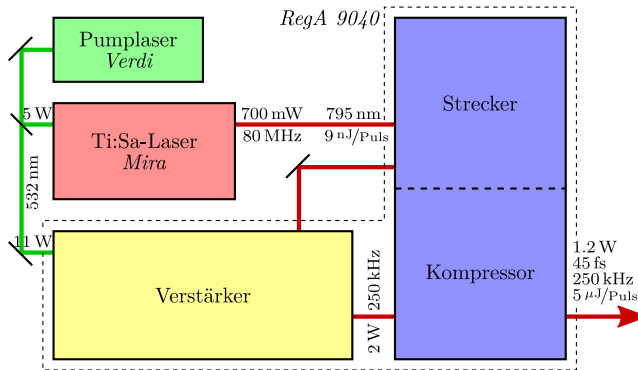 RegA 9040
Pumplaser
Verdi
Strecker
5 W
700 mW
795 nm
80 MHz
9 nJ/Puls
Ti:Sa-Laser
Mira
532 nm
11 W
Verstärker
250 kHz
2 W
Kompressor
1.2 W
45 fs
250 kHz
5 µJ/Puls